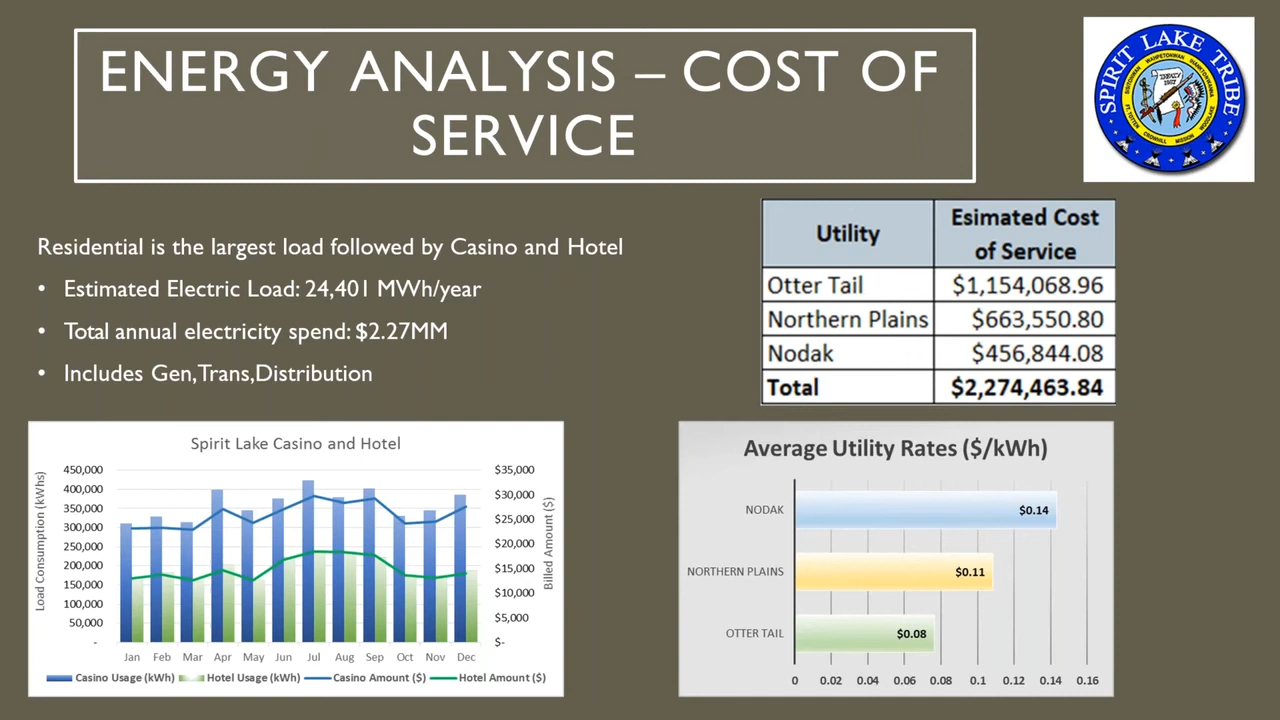 ENERGY ANALYSIS – COST OF
SERVICE
SPIRIT LAKE TRIBE
Residential is the largest load followed by Casino and Hotel
• Estimated Electric Load: 24,401 MWh/year
• Total annual electricity spend: $2.27MM
• Includes Gen,Trans,Distribution
Utility Esimated Cost
of Service
Otter Tail $1,154,068.96
Northern Plains $663,550.80
Nodak $456,844.08
Total $2,274,463.84
Spirit Lake Casino and Hotel
Load Consumption (kWhs)
450,000
400,000
350,000
300,000
250,000
200,000
150,000
100,000
50,000
-
$35,000
$30,000
$25,000
$20,000
$15,000
$10,000
$5,000
$-
Billed Amount ($)
Jan Feb Mar Apr May Jun Jul Aug Sep Oct Nov Dec
Casino Usage (kWh) Hotel Usage (kWh) Casino Amount ($) Hotel Amount ($)
Average Utility Rates ($/kWh)
NODAK $0.14
NORTHERN PLAINS $0.11
OTTER TAIL $0.08
0 0.02 0.04 0.06 0.08 0.1 0.12 0.14 0.16